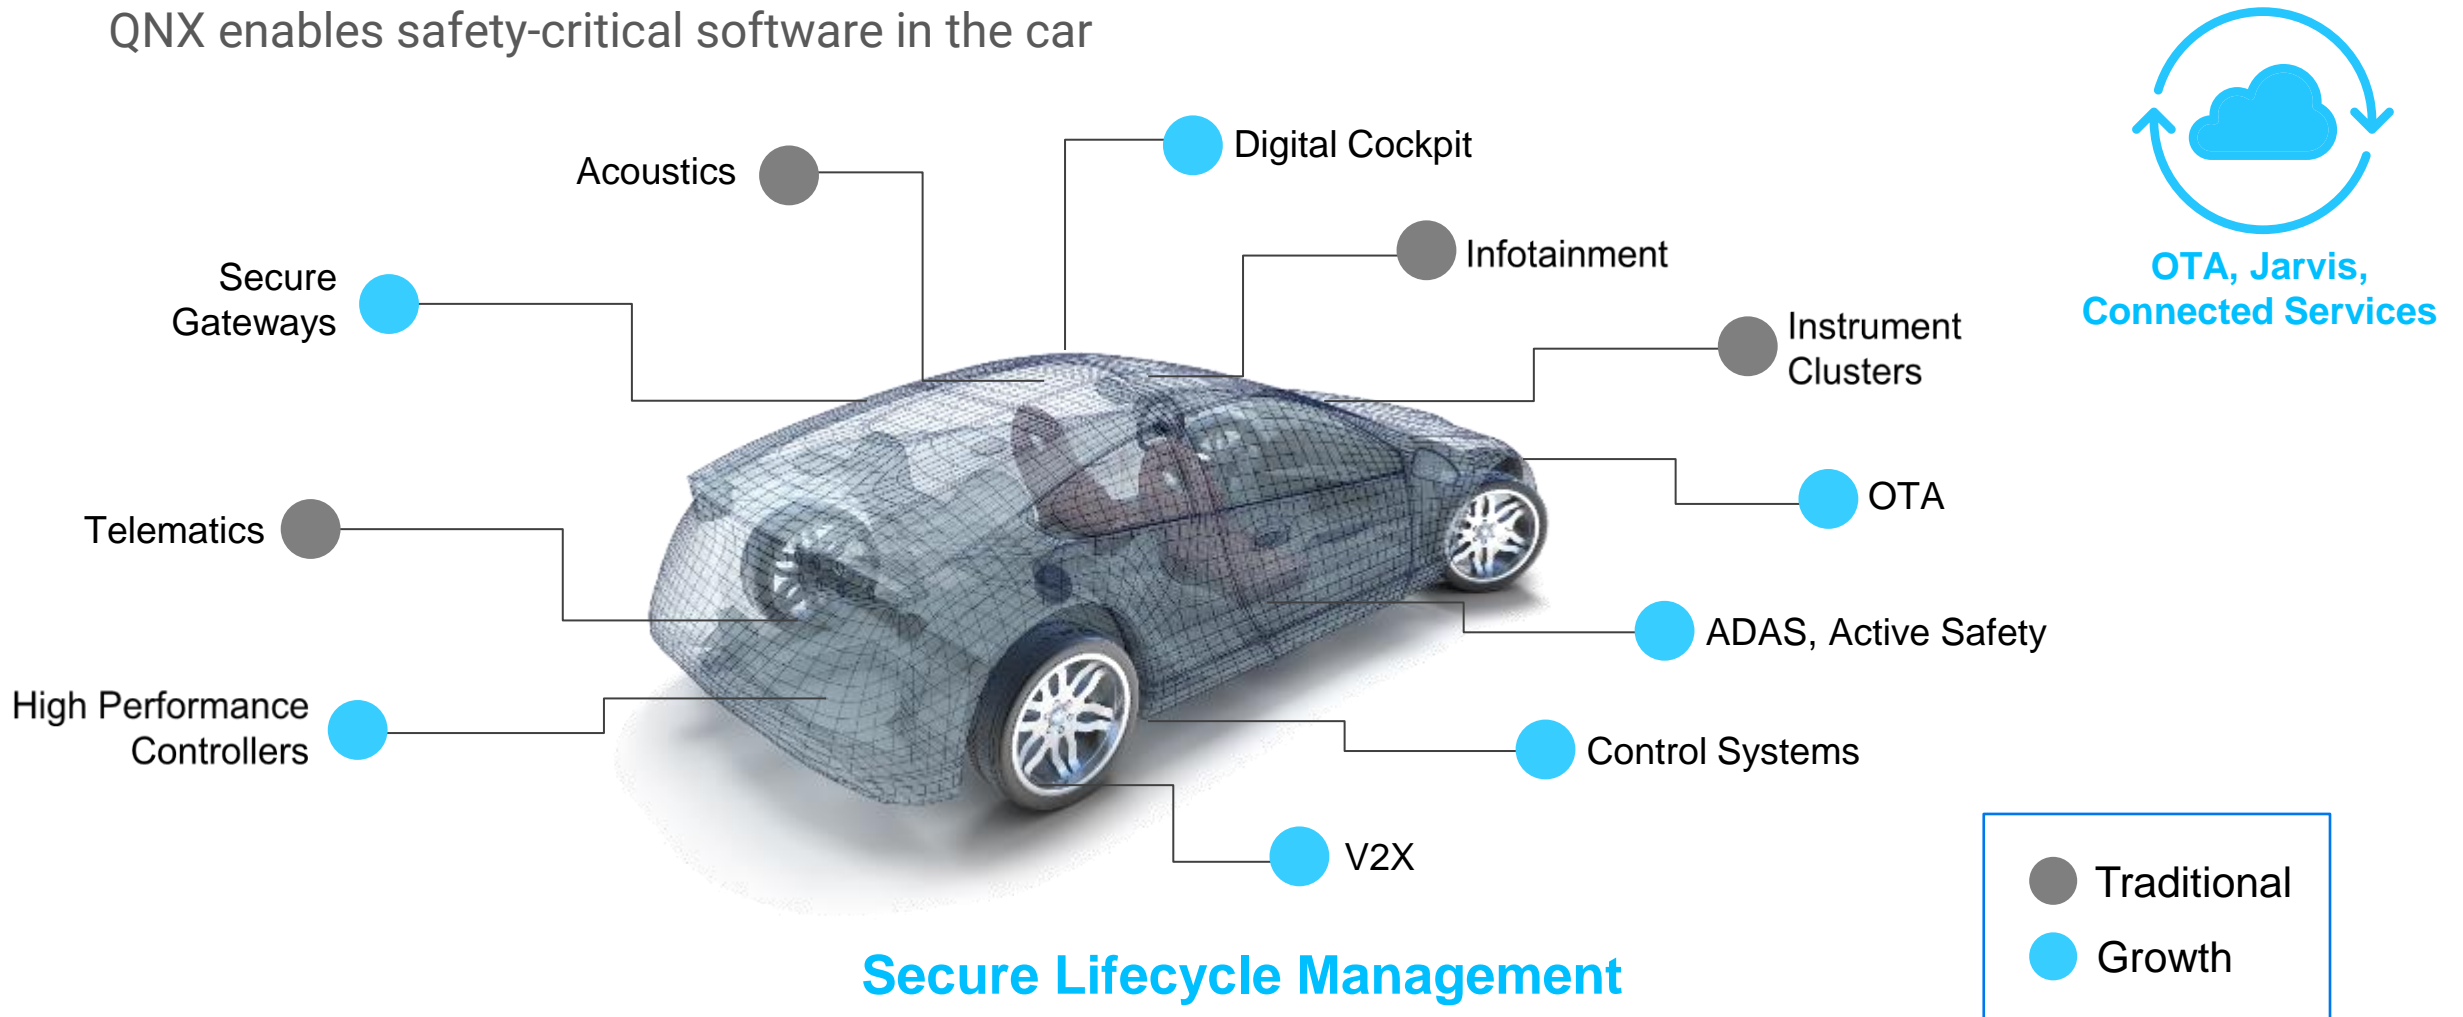 QNX enables safety-critical software in the car
Digital Cockpit
Acoustics
Infotainment
OTA, Jarvis,
Connected Services
Secure
Gateways
Instrument
Clusters
OTA
Telematics
ADAS, Active Safety
High Performance
Controllers
Control Systems
V2X
Traditional
Growth
Secure Lifecycle Management